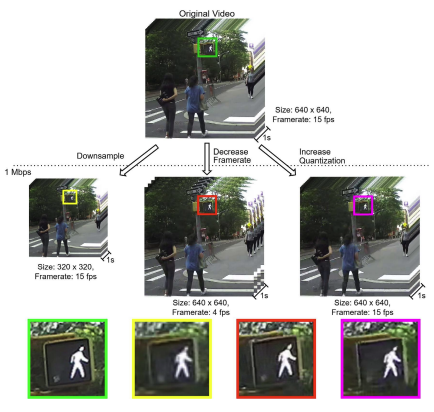 Original Video
Size: 640 x 640,
Framerate: 15 fps
1s
Downsample
Decrease
Framerate
Increase
Quantization
1 Mbps
1s
1s
1s
Size: 320 x 320,
Framerate: 15 fps
Size: 640 x 640,
Framerate: 4 fps
Size: 640 x 640,
Framerate: 15 fps